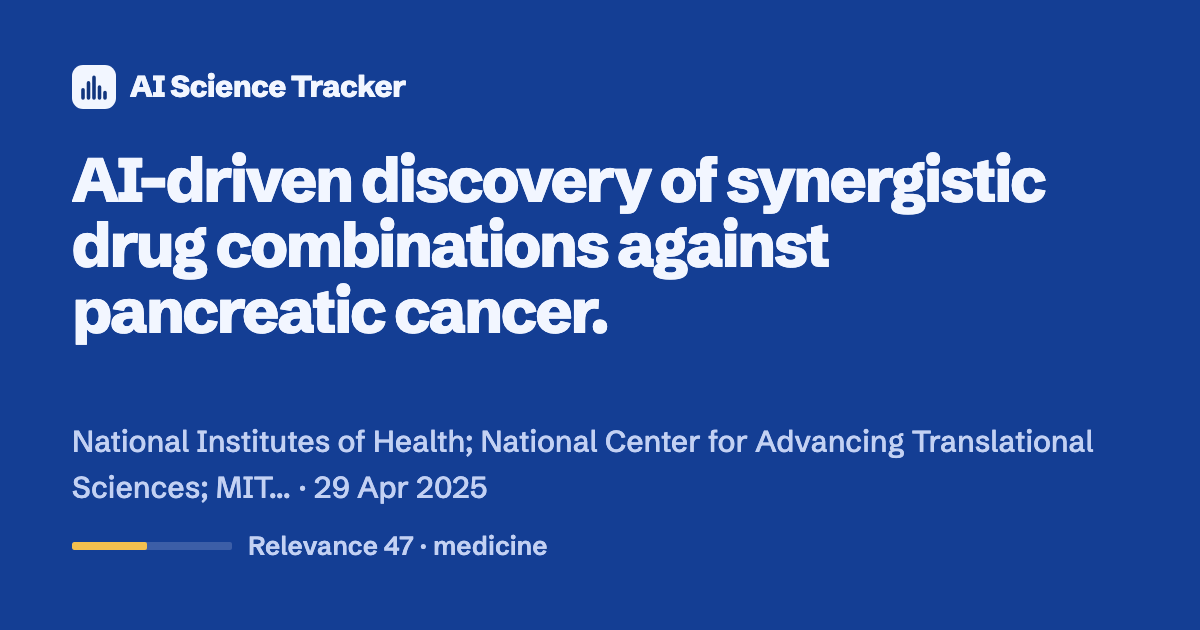 AI Science Tracker
AI-driven discovery of synergistic
drug combinations against
pancreatic cancer.
National Institutes of Health; National Center for Advancing Translational
Sciences; MIT... · 29 Apr 2025
Relevance 47 · medicine